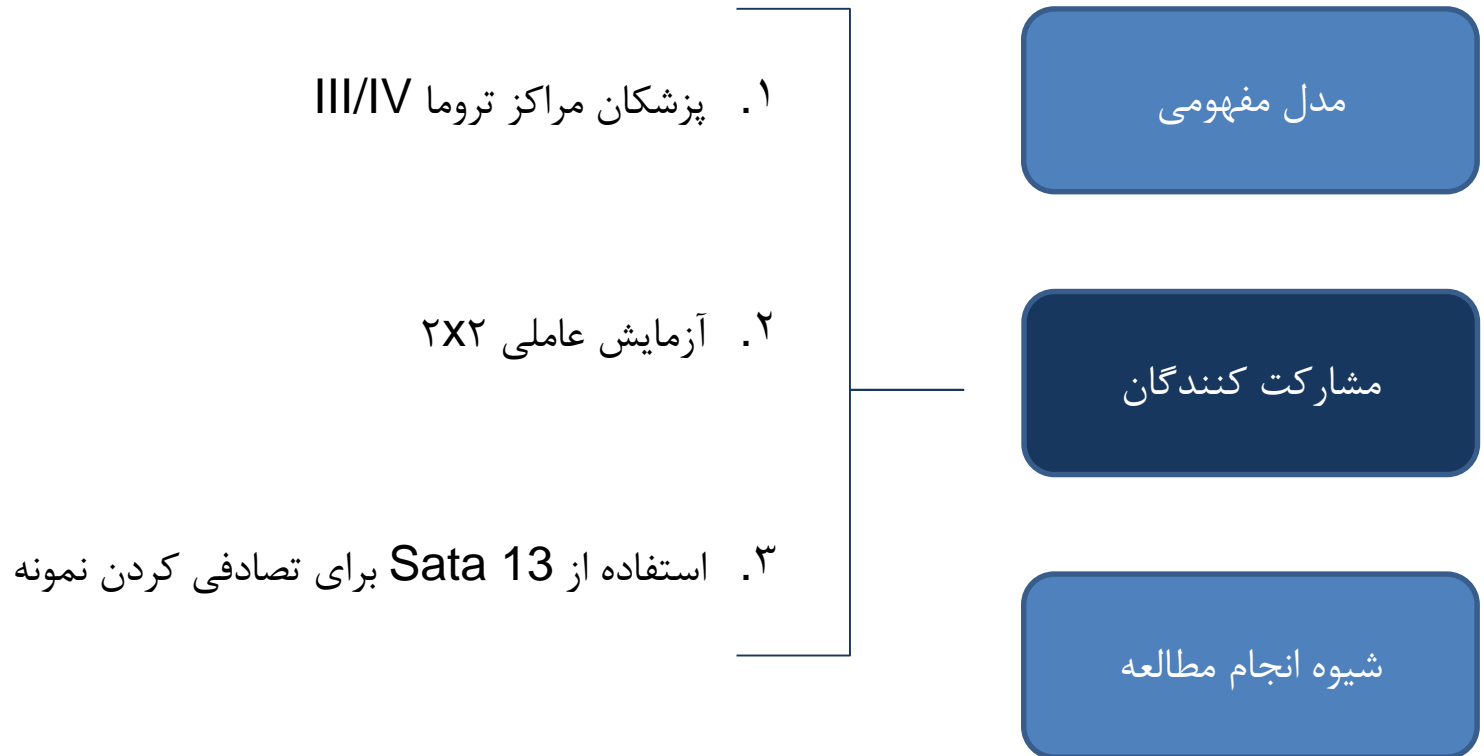 مدل مفهومی
مشارکت کنندگان
شیوه انجام مطالعه
۱. پزشکان مراکز تروما III/IV
۲. آزمایش عاملی ۲x۲
۳. استفاده از Sata 13 برای تصادفی کردن نمونه